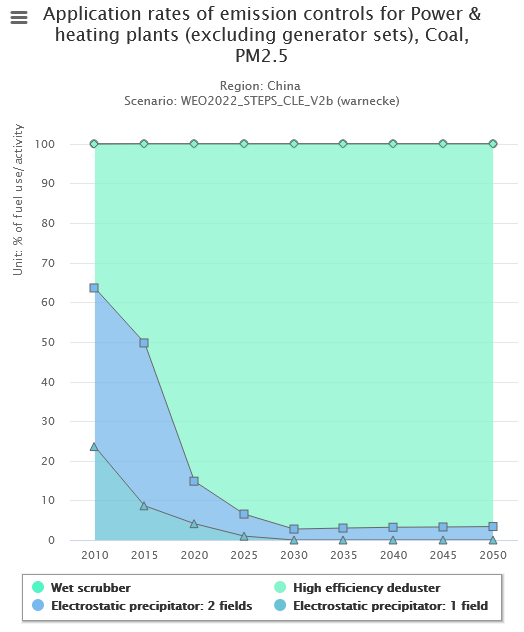 Application rates of emission controls for Power &
heating plants (excluding generator sets), Coal,
PM2.5
Region: China
Scenario: WEO2022_STEPS_CLE_V2b (warnecke)
Unit: % of fuel use/activity
100
90
80
70
60
50
40
30
20
10
0
2010 2015 2020 2025 2030 2035 2040 2045 2050
Wet scrubber High efficiency deduster
Electrostatic precipitator: 2 fields Electrostatic precipitator: 1 field